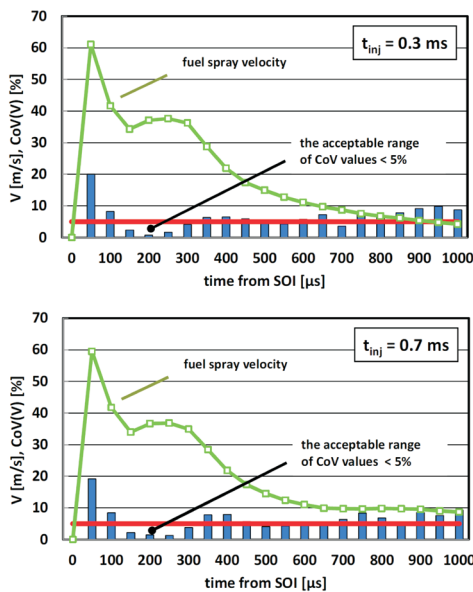 70
60
50
40
30
20
10
0
V [m/s], CoV(V) [%]
t_inj = 0.3 ms
fuel spray velocity
the acceptable range
of CoV values < 5%
0 100 200 300 400 500 600 700 800 900 1000
time from SOI [µs]
70
60
50
40
30
20
10
0
V [m/s], CoV(V) [%]
t_inj = 0.7 ms
fuel spray velocity
the acceptable range
of CoV values < 5%
0 100 200 300 400 500 600 700 800 900 1000
time from SOI [µs]